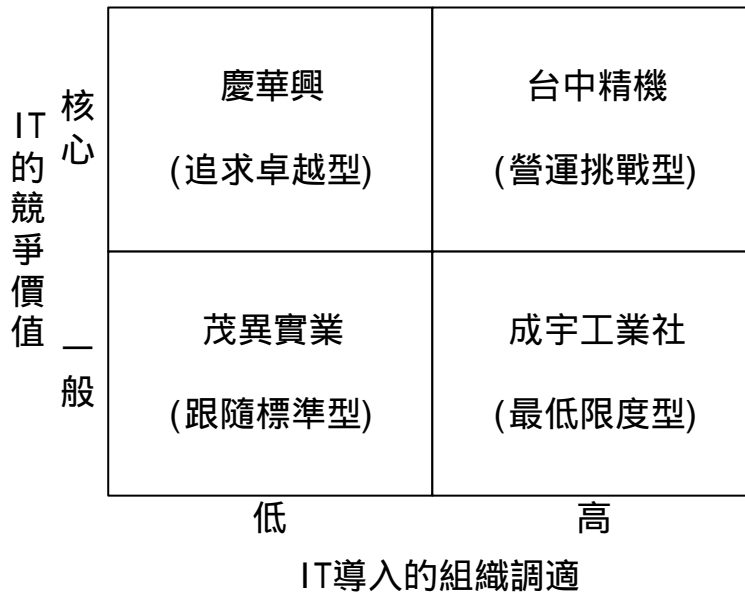 IT的競爭價值
核心
慶華興
(追求卓越型)
台中精機
(營運挑戰型)
一般
茂異實業
(跟隨標準型)
成宇工業社
(最低限度型)
低
高
IT導入的組織調適